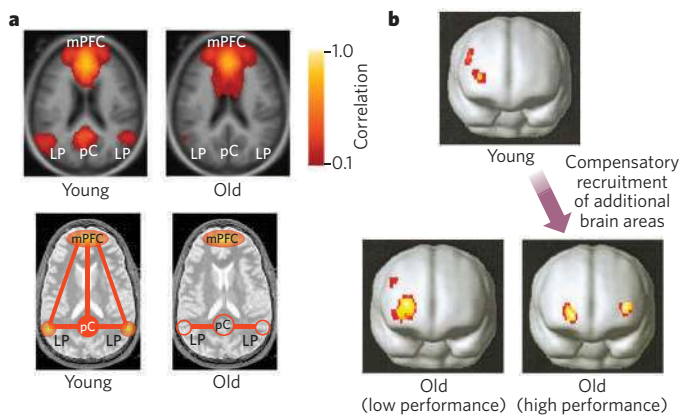 a
mPFC
LP
pC
LP
Young
mPFC
LP
pC
LP
Old
1.0
Correlation
0.1
mPFC
pC
LP
LP
Young
mPFC
pC
LP
LP
Old
b
Young
Compensatory
recruitment
of additional
brain areas
Old
(low performance)
Old
(high performance)